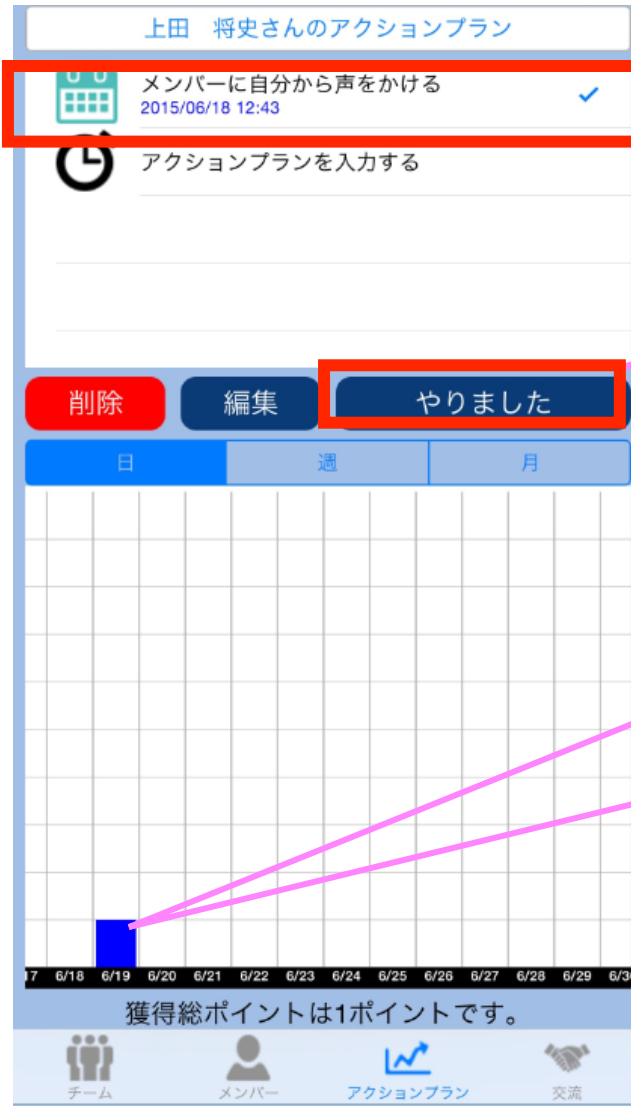 上田　将史さんのアクションプラン
メンバーに自分から声をかける
2015/06/18 12:43
アクションプランを入力する
削除 編集 やりました
日 週 月
17 6/18 6/19 6/20 6/21 6/22 6/23 6/24 6/25 6/26 6/27 6/28 6/29 6/30
獲得総ポイントは1ポイントです。
チーム メンバー アクションプラン 交流